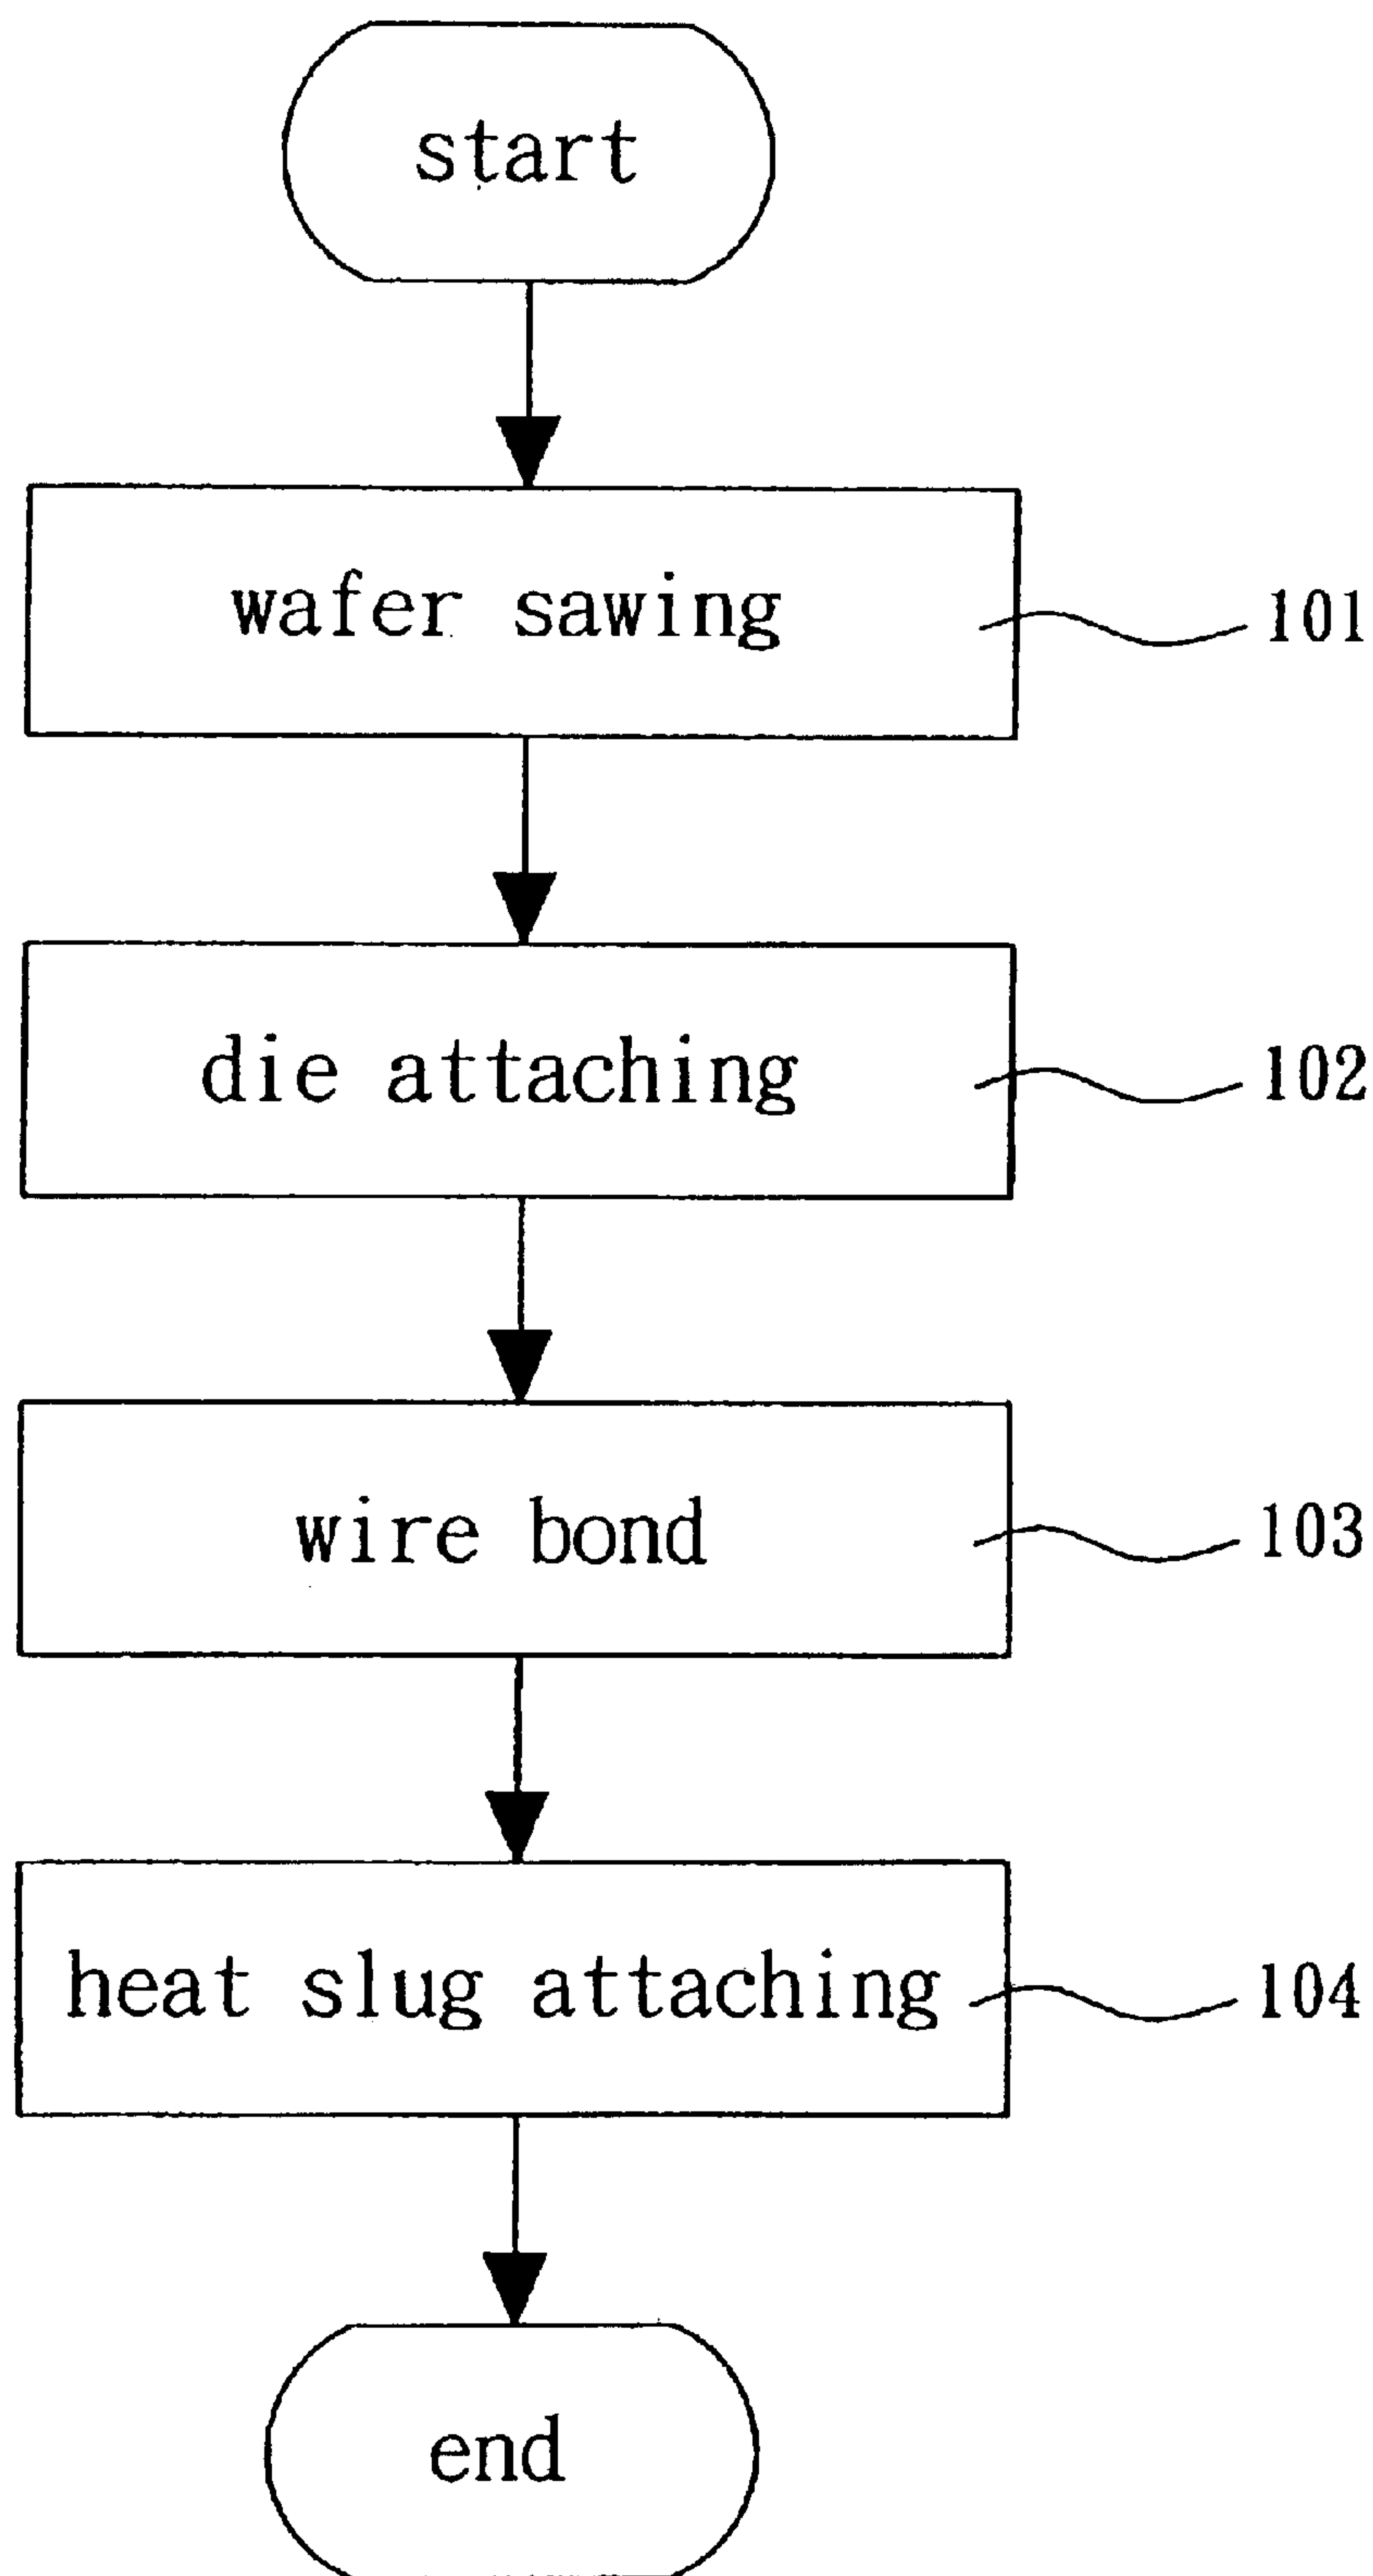 start
wafer sawing
101
die attaching
102
wire bond
103
heat slug attaching
104
end